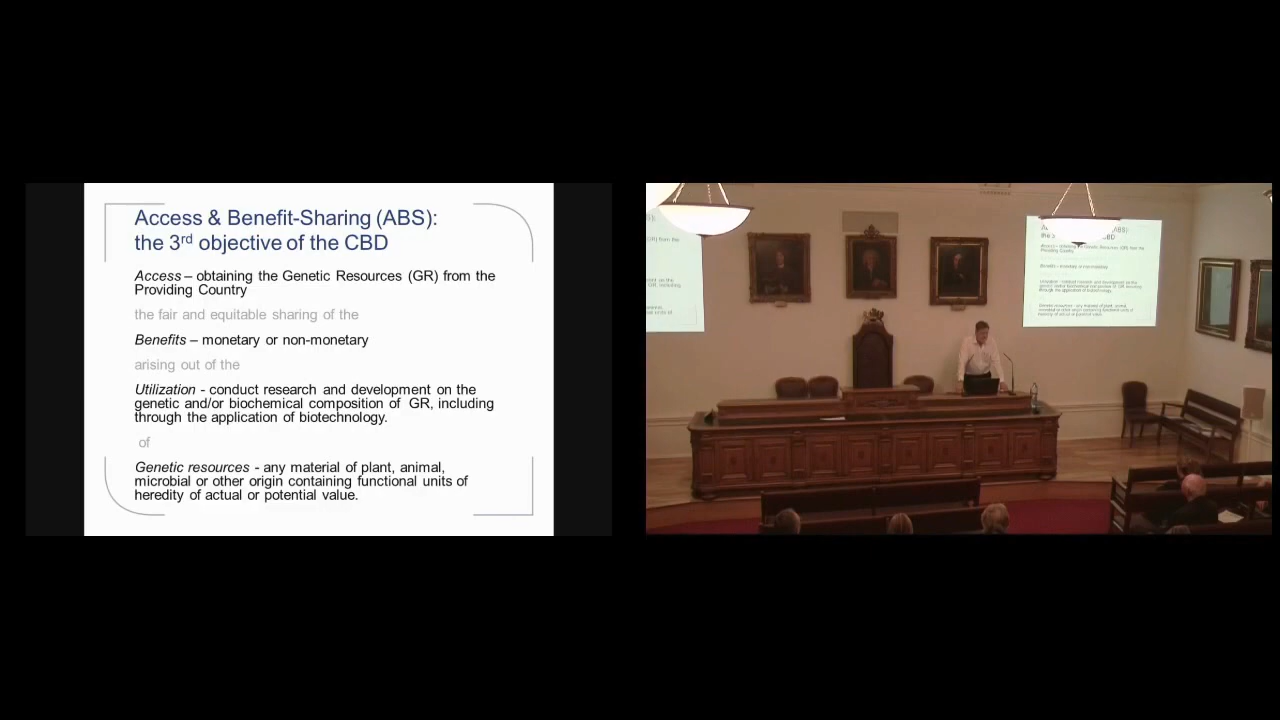 Access & Benefit-Sharing (ABS):
the 3rd objective of the CBD
Access – obtaining the Genetic Resources (GR) from the
Providing Country
the fair and equitable sharing of the
Benefits – monetary or non-monetary
arising out of the
Utilization - conduct research and development on the
genetic and/or biochemical composition of GR, including
through the application of biotechnology.
of
Genetic resources - any material of plant, animal,
microbial or other origin containing functional units of
heredity of actual or potential value.